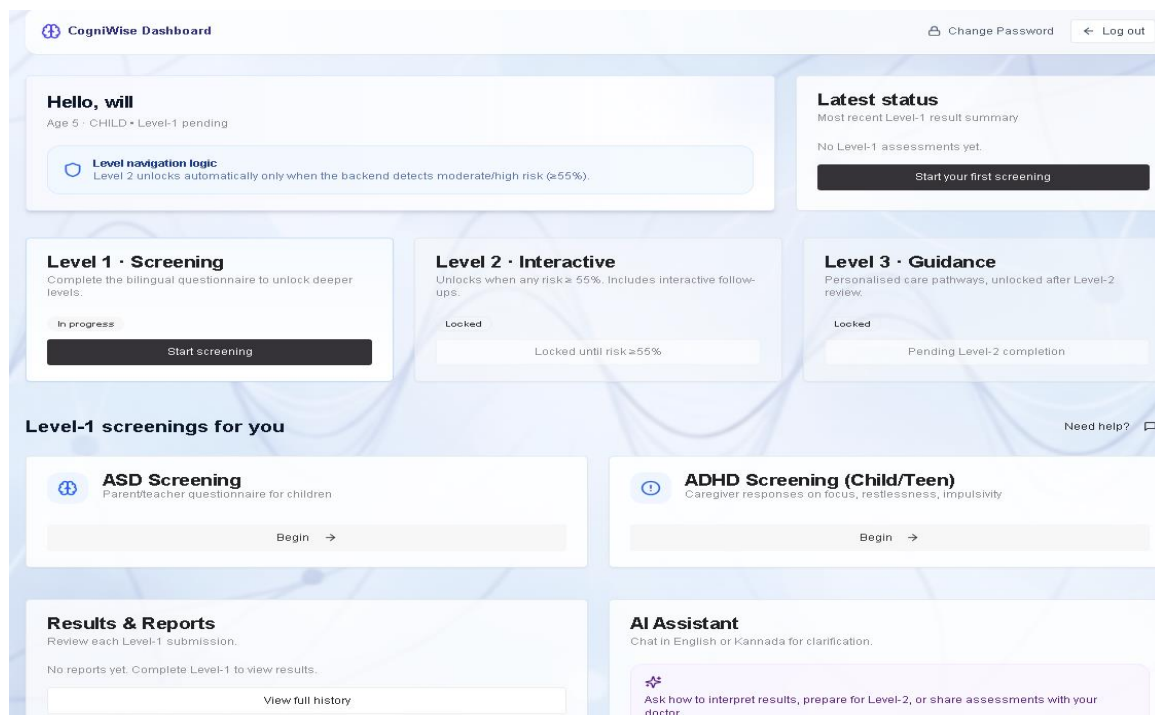 CogniWise Dashboard
Change Password
Log out
Hello, will
Age 5 · CHILD • Level-1 pending
Level navigation logic
Level 2 unlocks automatically only when the backend detects moderate/high risk (≥55%).
Latest status
Most recent Level-1 result summary
No Level-1 assessments yet.
Start your first screening
Level 1 · Screening
Complete the bilingual questionnaire to unlock deeper
levels.
In progress
Start screening
Level 2 · Interactive
Unlocks when any risk ≥ 55%. Includes interactive follow-
ups.
Locked
Locked until risk ≥55%
Level 3 · Guidance
Personalised care pathways, unlocked after Level-2
review.
Locked
Pending Level-2 completion
Level-1 screenings for you
Need help?
ASD Screening
Parent/teacher questionnaire for children
Begin
ADHD Screening (Child/Teen)
Caregiver responses on focus, restlessness, impulsivity
Begin
Results & Reports
Review each Level-1 submission.
No reports yet. Complete Level-1 to view results.
View full history
AI Assistant
Chat in English or Kannada for clarification.
Ask how to interpret results, prepare for Level-2, or share assessments with your
doctor